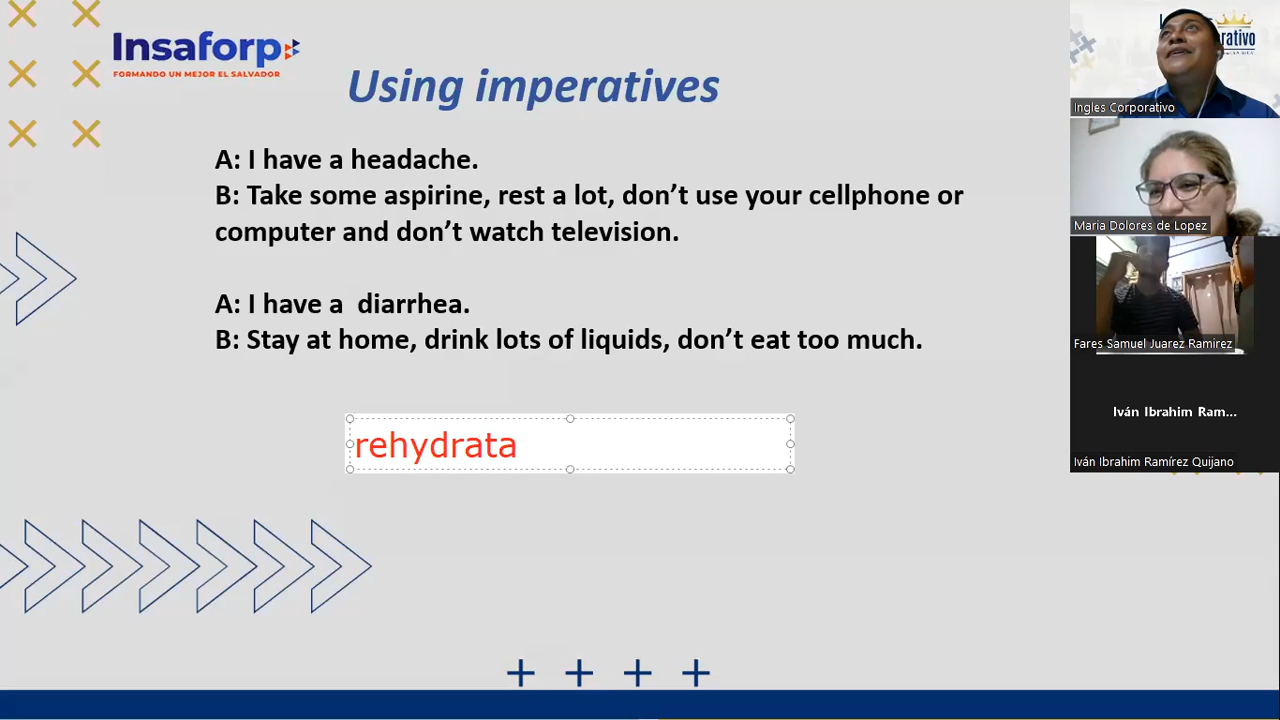 Insaforp
FORMANDO UN MEJOR EL SALVADOR
Using imperatives
A: I have a headache.
B: Take some aspirine, rest a lot, don’t use your cellphone or
computer and don’t watch television.
A: I have a  diarrhea.
B: Stay at home, drink lots of liquids, don’t eat too much.
rehydrata
Ingles Corporativo
Maria Dolores de Lopez
Fares Samuel Juarez Ramirez
Iván Ibrahim Ram...
Iván Ibrahim Ramírez Quijano